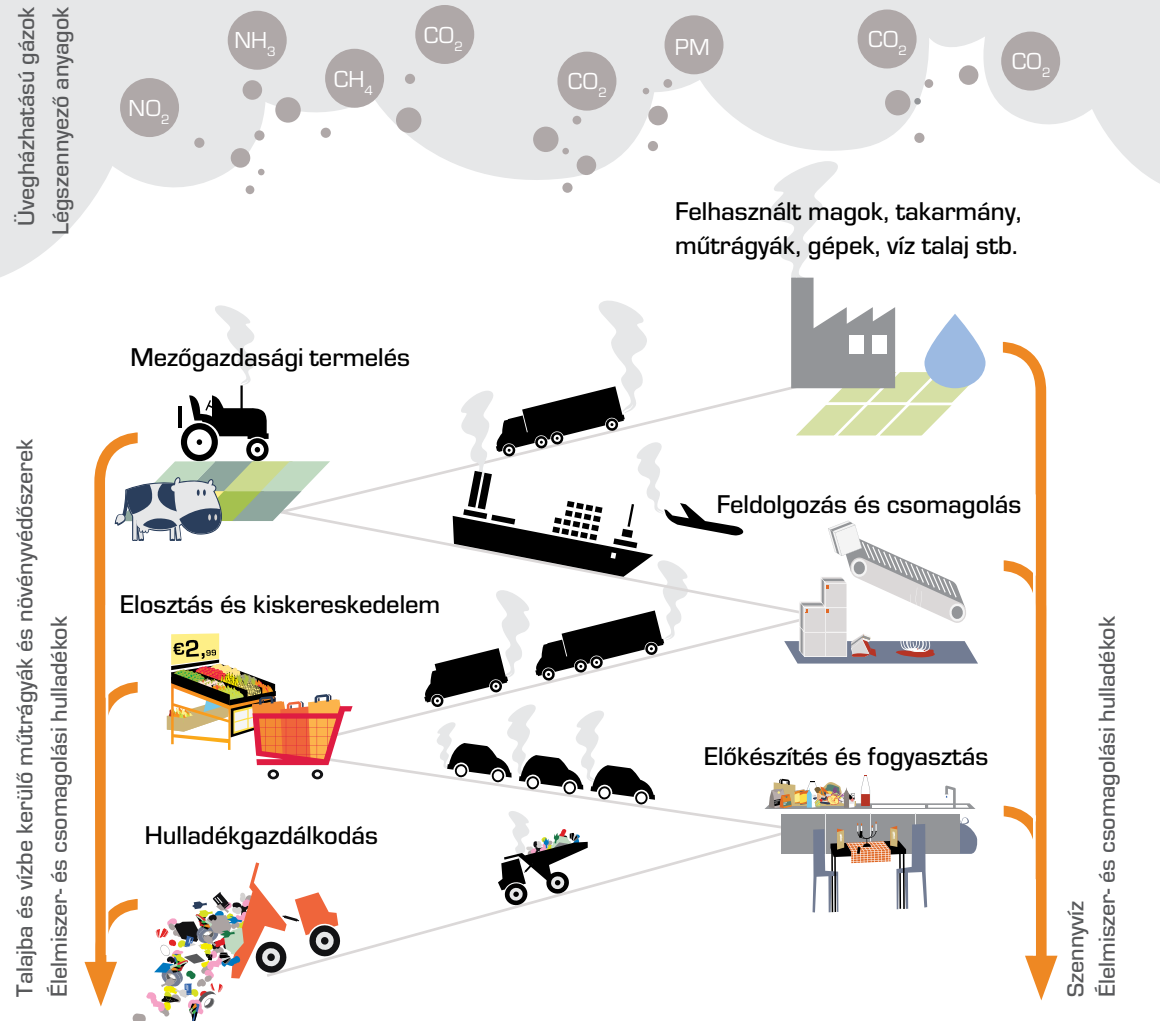 Üvegházhatású gázok
Légszennyező anyagok
NO₂
NH₃
CH₄
CO₂
CO₂
PM
CO₂
CO₂
Felhasznált magok, takarmány,
műtrágyák, gépek, víz talaj stb.
Mezőgazdasági termelés
Feldolgozás és csomagolás
Elosztás és kiskereskedelem
€2,99
Előkészítés és fogyasztás
Hulladékgazdálkodás
Talajba és vízbe kerülő műtrágyák és növényvédőszerek
Élelmiszer- és csomagolási hulladékok
Szennyvíz
Élelmiszer- és csomagolási hulladékok